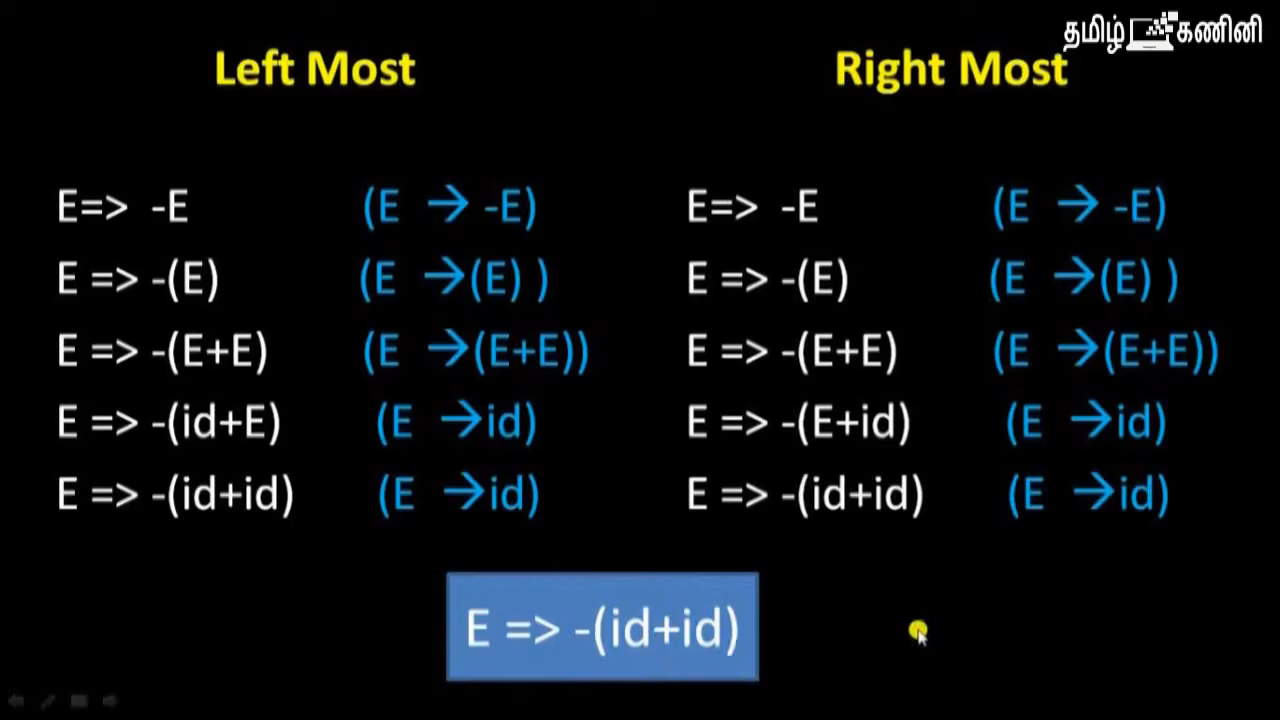 தமிழ் கணினி
Left Most
E=> -E (E → -E)
E => -(E) (E →(E) )
E => -(E+E) (E →(E+E))
E => -(id+E) (E →id)
E => -(id+id) (E →id)
Right Most
E=> -E (E → -E)
E => -(E) (E →(E) )
E => -(E+E) (E →(E+E))
E => -(E+id) (E →id)
E => -(id+id) (E →id)
E => -(id+id)